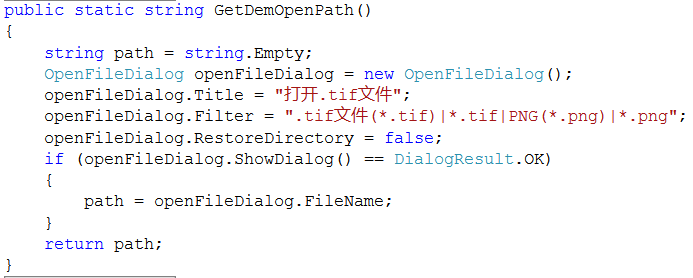 public static string GetDemOpenPath()
{
    string path = string.Empty;
    OpenFileDialog openFileDialog = new OpenFileDialog();
    openFileDialog.Title = "打开.tif文件";
    openFileDialog.Filter = ".tif文件(*.tif)|*.tif|PNG(*.png)|*.png";
    openFileDialog.RestoreDirectory = false;
    if (openFileDialog.ShowDialog() == DialogResult.OK)
    {
        path = openFileDialog.FileName;
    }
    return path;
}